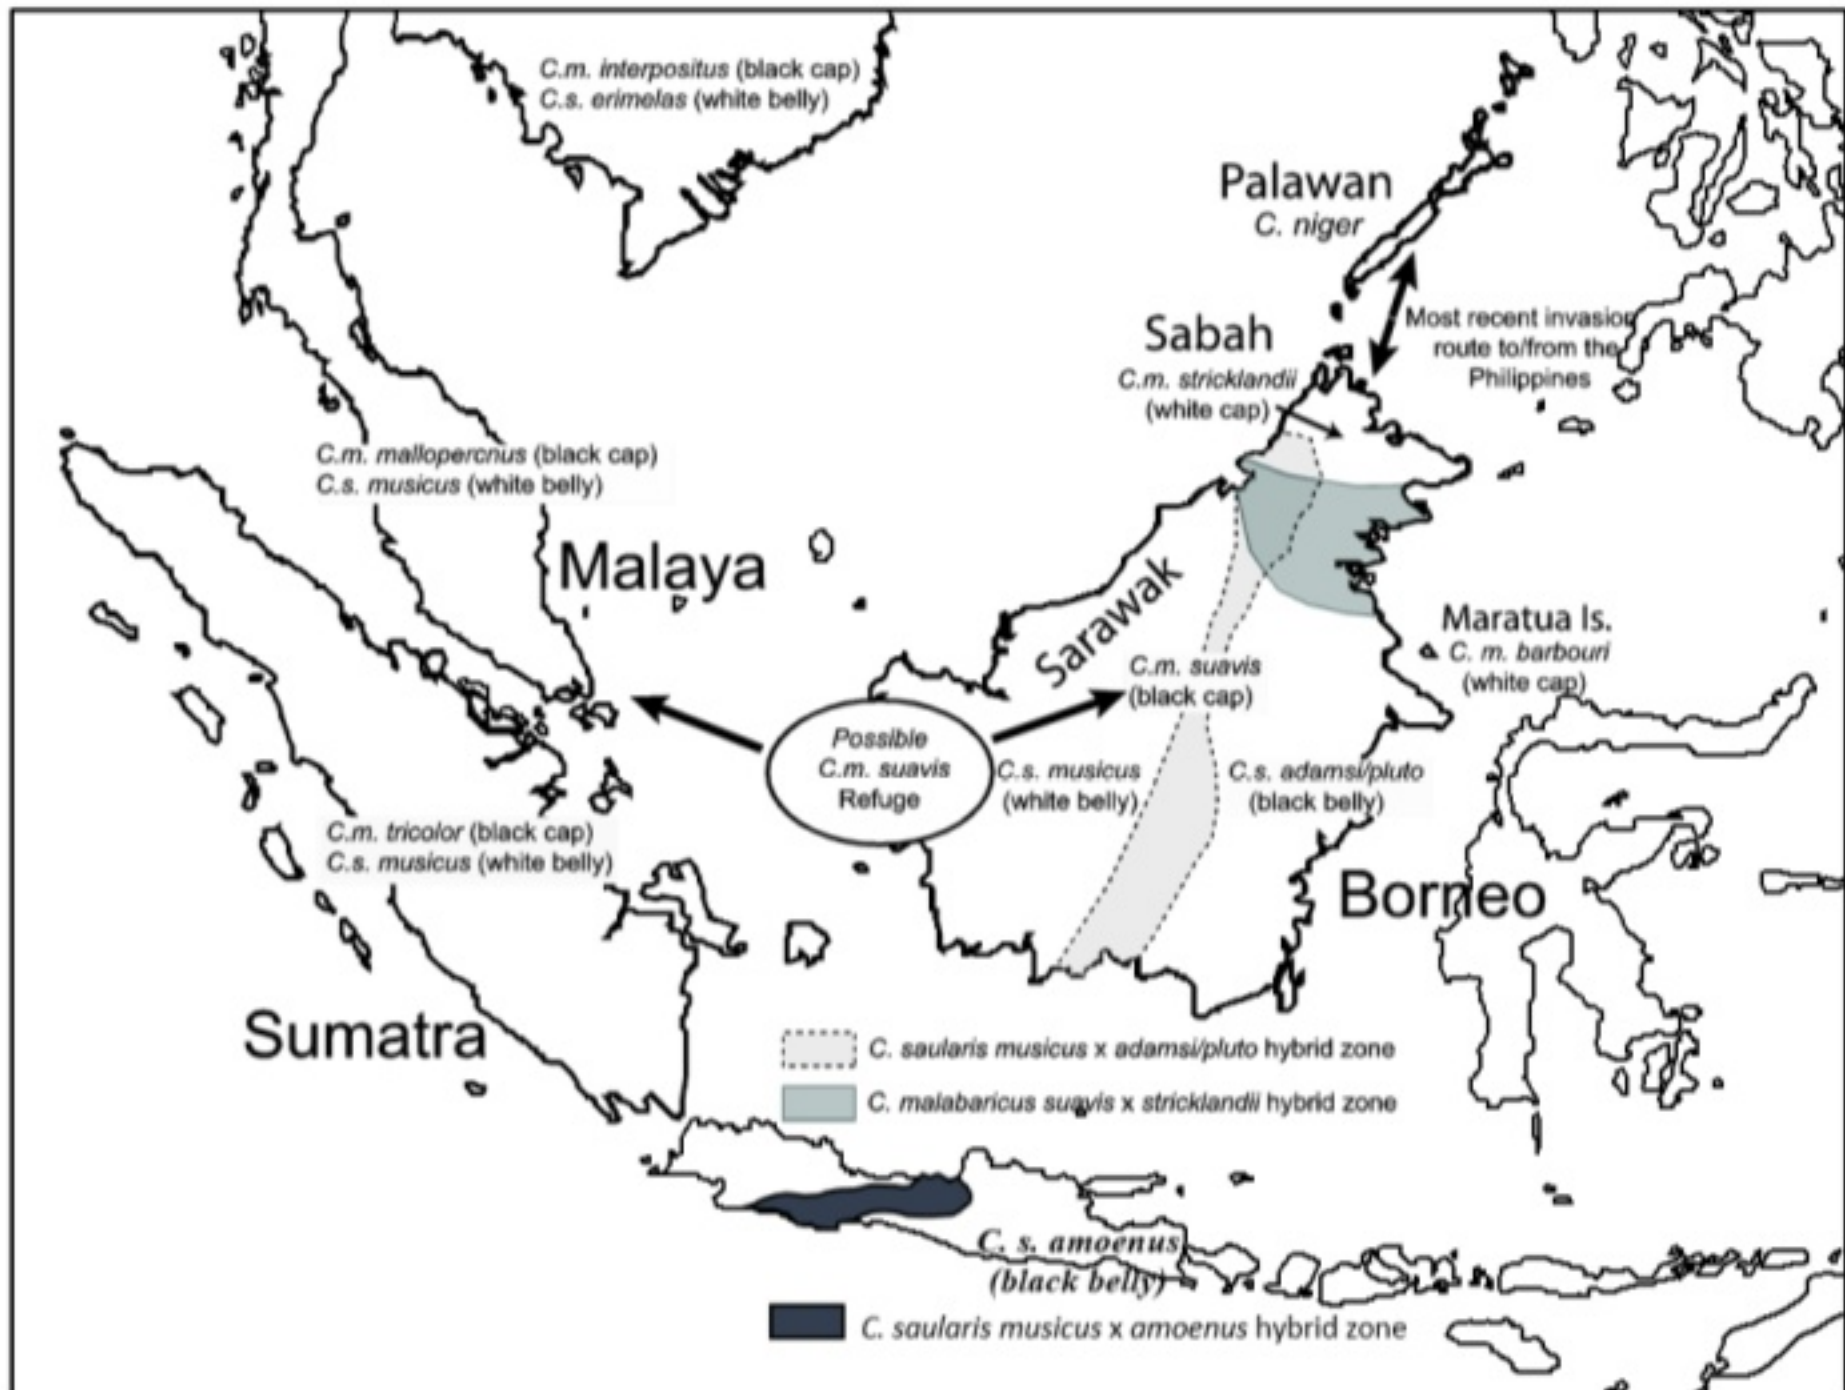 C.m. interpositus (black cap)
C.s. erimelas (white belly)
Palawan
C. niger
Most recent invasion
route to/from the
Philippines
Sabah
C.m. stricklandii
(white cap)
C.m. mallopercnus (black cap)
C.s. musicus (white belly)
Malaya
Sarawak
Maratua Is.
C. m. barbouri
(white cap)
C.m. suavis
(black cap)
Possible
C.m. suavis
Refuge
C.s. musicus
(white belly)
C.s. adamsi/pluto
(black belly)
C.m. tricolor (black cap)
C.s. musicus (white belly)
Borneo
Sumatra
C. saularis musicus x adamsi/pluto hybrid zone
C. malabaricus suavis x stricklandii hybrid zone
C. s. amoenus
(black belly)
C. saularis musicus x amoenus hybrid zone